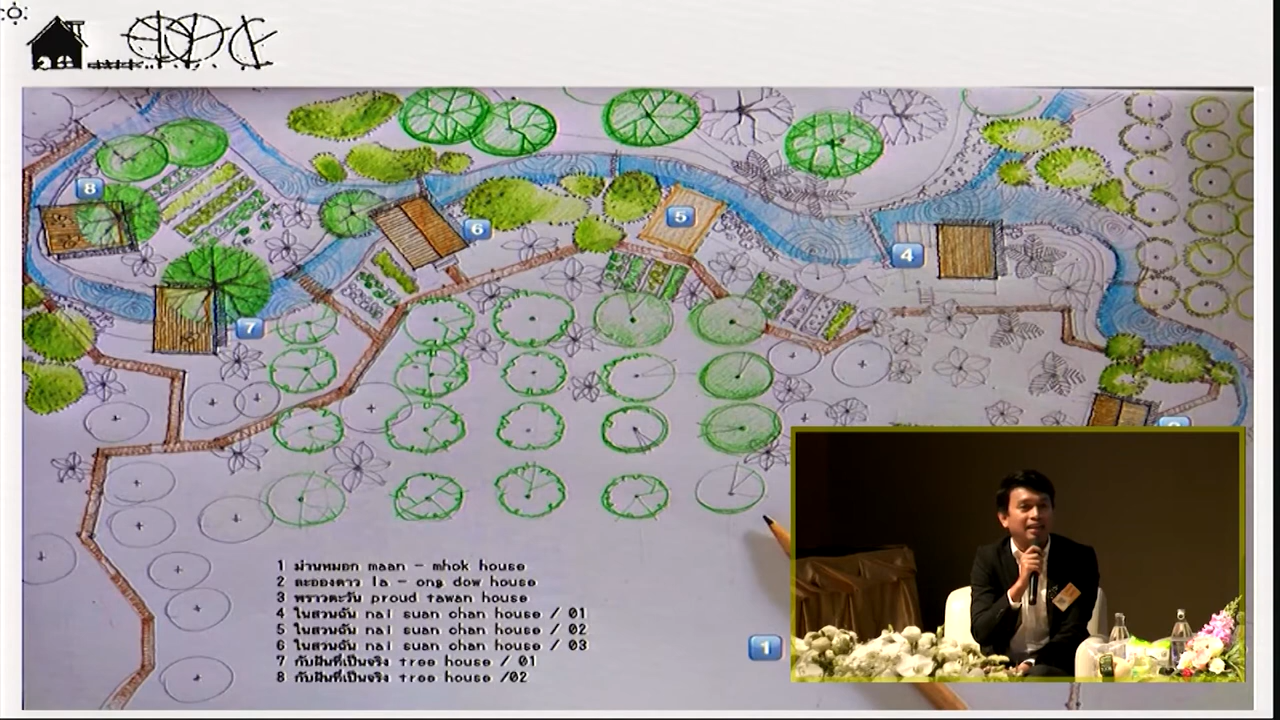 8
5
6
4
7
1 ม่านหมอก maan - mhok house
2 ละอองดาว la - ong dow house
3 พราวตะวัน proud tawan house
4 ในสวนฉัน nai suan chan house / 01
5 ในสวนฉัน nai suan chan house / 02
6 ในสวนฉัน nai suan chan house / 03
7 กับฝันที่เป็นจริง tree house / 01
8 กับฝันที่เป็นจริง tree house /02
1